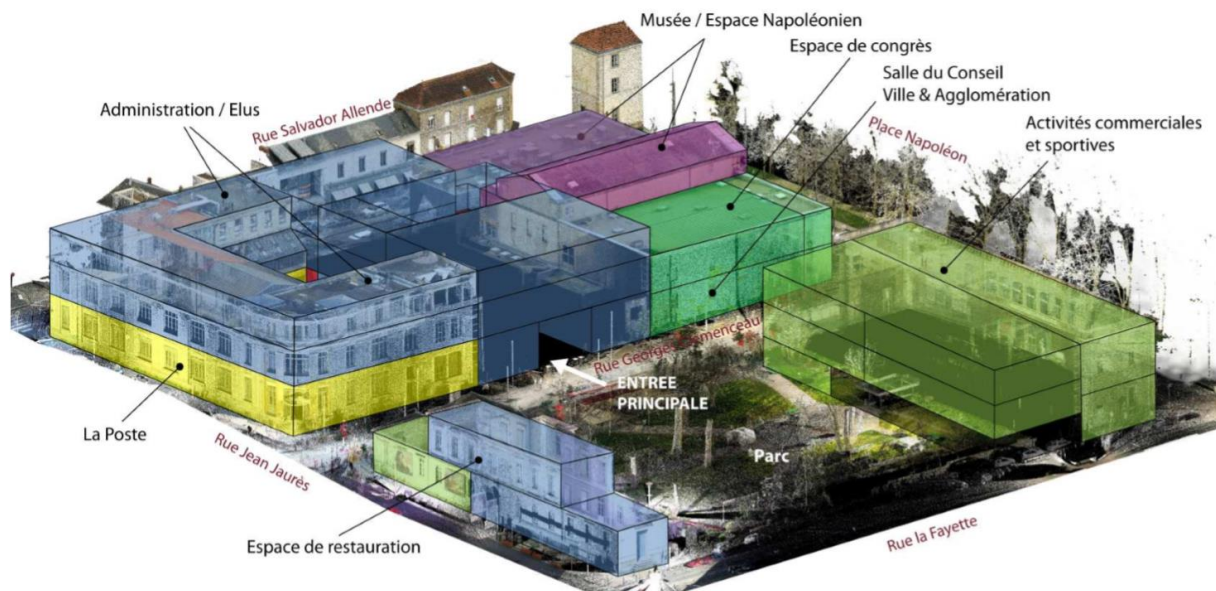 Musée / Espace Napoléonien
Espace de congrès
Salle du Conseil
Ville & Agglomération
Administration / Elus
Rue Salvador Allende
Place Napoléon
Activités commerciales
et sportives
Rue Georges Clemenceau
ENTREE
PRINCIPALE
La Poste
Rue Jean Jaurès
Parc
Espace de restauration
Rue la Fayette